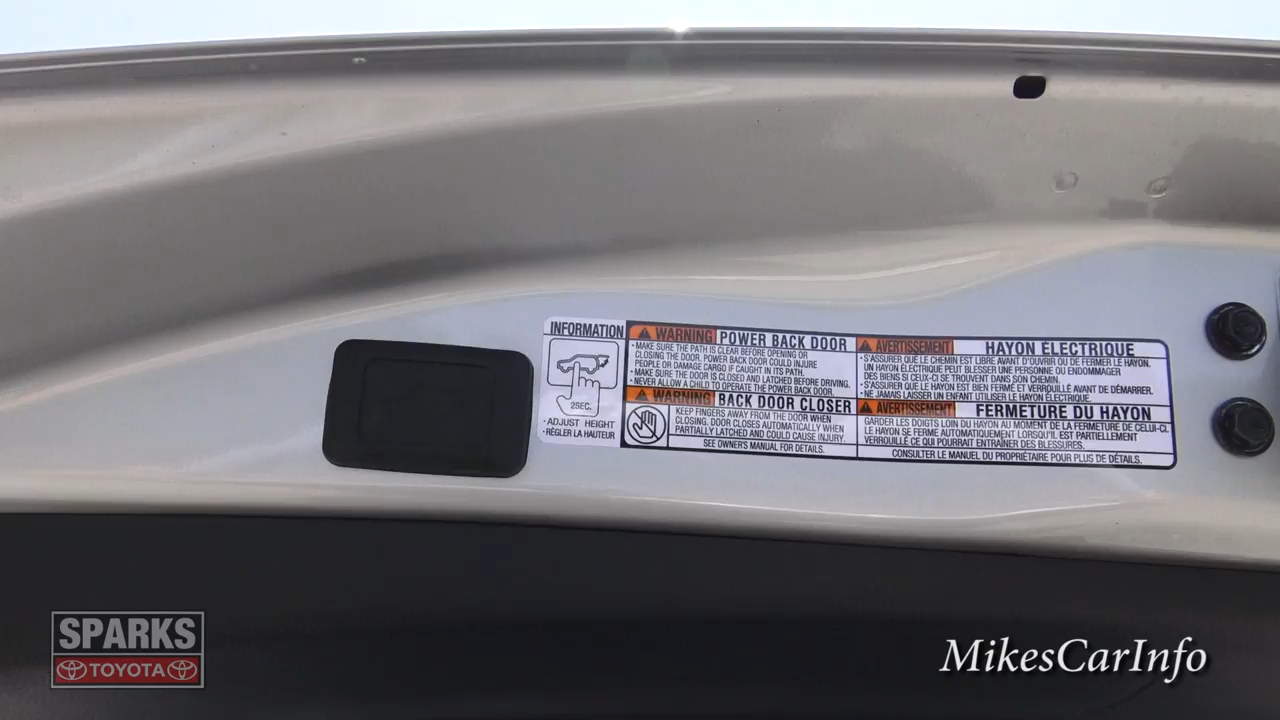 INFORMATION
2SEC.
•ADJUST HEIGHT
•RÉGLER LA HAUTEUR
WARNING POWER BACK DOOR
•MAKE SURE THE PATH IS CLEAR BEFORE OPENING OR
CLOSING THE DOOR. POWER BACK DOOR COULD INJURE
PEOPLE OR DAMAGE CARGO IF CAUGHT IN ITS PATH.
•MAKE SURE THE DOOR IS CLOSED AND LATCHED BEFORE DRIVING.
•NEVER ALLOW A CHILD TO OPERATE THE POWER BACK DOOR.
WARNING BACK DOOR CLOSER
KEEP FINGERS AWAY FROM THE DOOR WHEN
CLOSING. DOOR CLOSES AUTOMATICALLY WHEN
PARTIALLY LATCHED AND COULD CAUSE INJURY.
SEE OWNER'S MANUAL FOR DETAILS.
AVERTISSEMENT HAYON ÉLECTRIQUE
•S'ASSURER QUE LE CHEMIN EST LIBRE AVANT D'OUVRIR OU DE FERMER LE HAYON.
UN HAYON ÉLECTRIQUE PEUT BLESSER UNE PERSONNE OU ENDOMMAGER
DES BIENS SI CEUX-CI SE TROUVENT DANS SON CHEMIN.
•S'ASSURER QUE LE HAYON EST BIEN FERMÉ ET VERROUILLÉ AVANT DE DÉMARRER.
•NE JAMAIS LAISSER UN ENFANT UTILISER LE HAYON ÉLECTRIQUE.
AVERTISSEMENT FERMETURE DU HAYON
GARDER LES DOIGTS LOIN DU HAYON AU MOMENT DE LA FERMETURE DE CELUI-CI.
LE HAYON SE FERME AUTOMATIQUEMENT LORSQU'IL EST PARTIELLEMENT
VERROUILLÉ CE QUI POURRAIT ENTRAÎNER DES BLESSURES.
CONSULTER LE MANUEL DU PROPRIÉTAIRE POUR PLUS DE DÉTAILS.
SPARKS
TOYOTA
MikesCarInfo